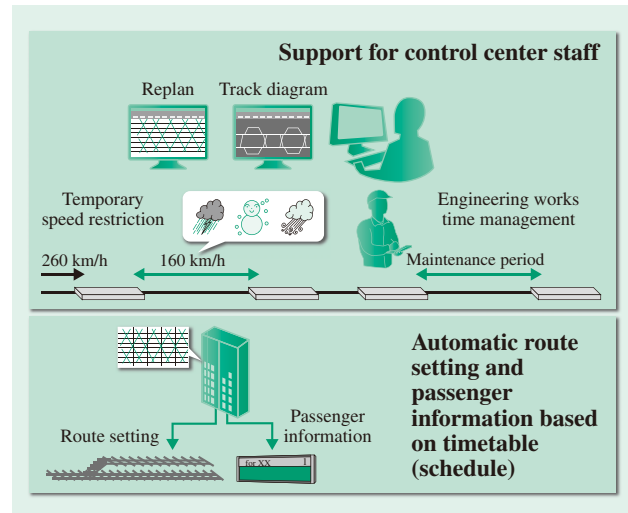 Support for control center staff
Replan
Track diagram
Temporary
speed restriction
Engineering works
time management
260 km/h
160 km/h
Maintenance period
Automatic route
setting and
passenger
information based
on timetable
(schedule)
Route setting
Passenger
information
for XX 1